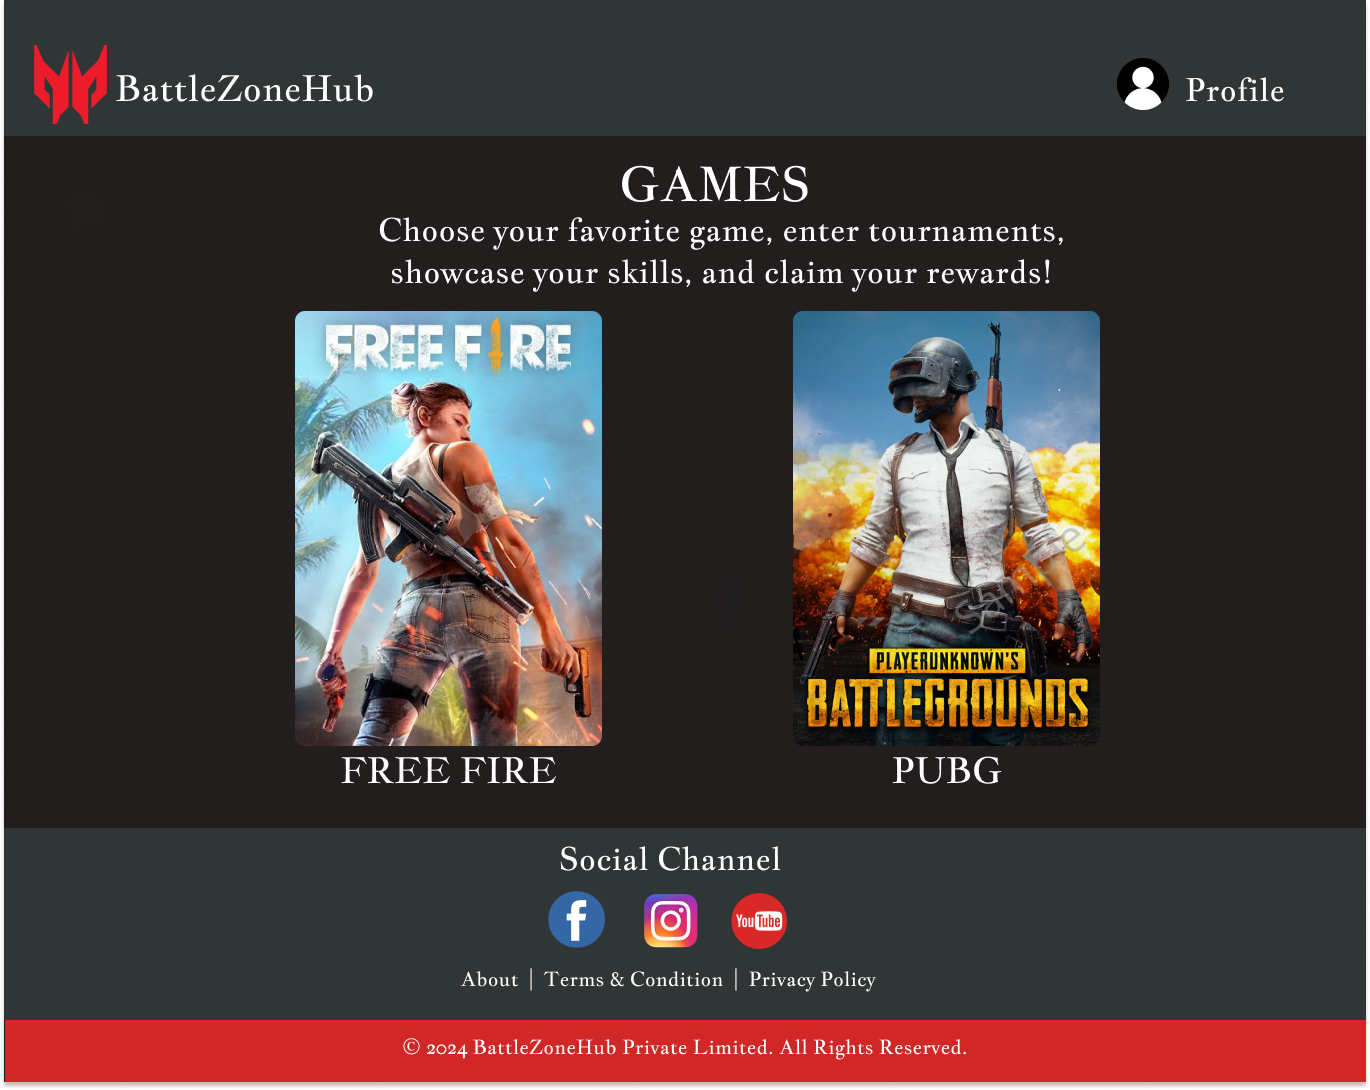 BattleZoneHub
Profile
GAMES
Choose your favorite game, enter tournaments,
showcase your skills, and claim your rewards!
FREE FIRE
PLAYERUNKNOWN'S
BATTLEGROUNDS
FREE FIRE
PUBG
Social Channel
f
YouTube
About | Terms & Condition | Privacy Policy
© 2024 BattleZoneHub Private Limited. All Rights Reserved.